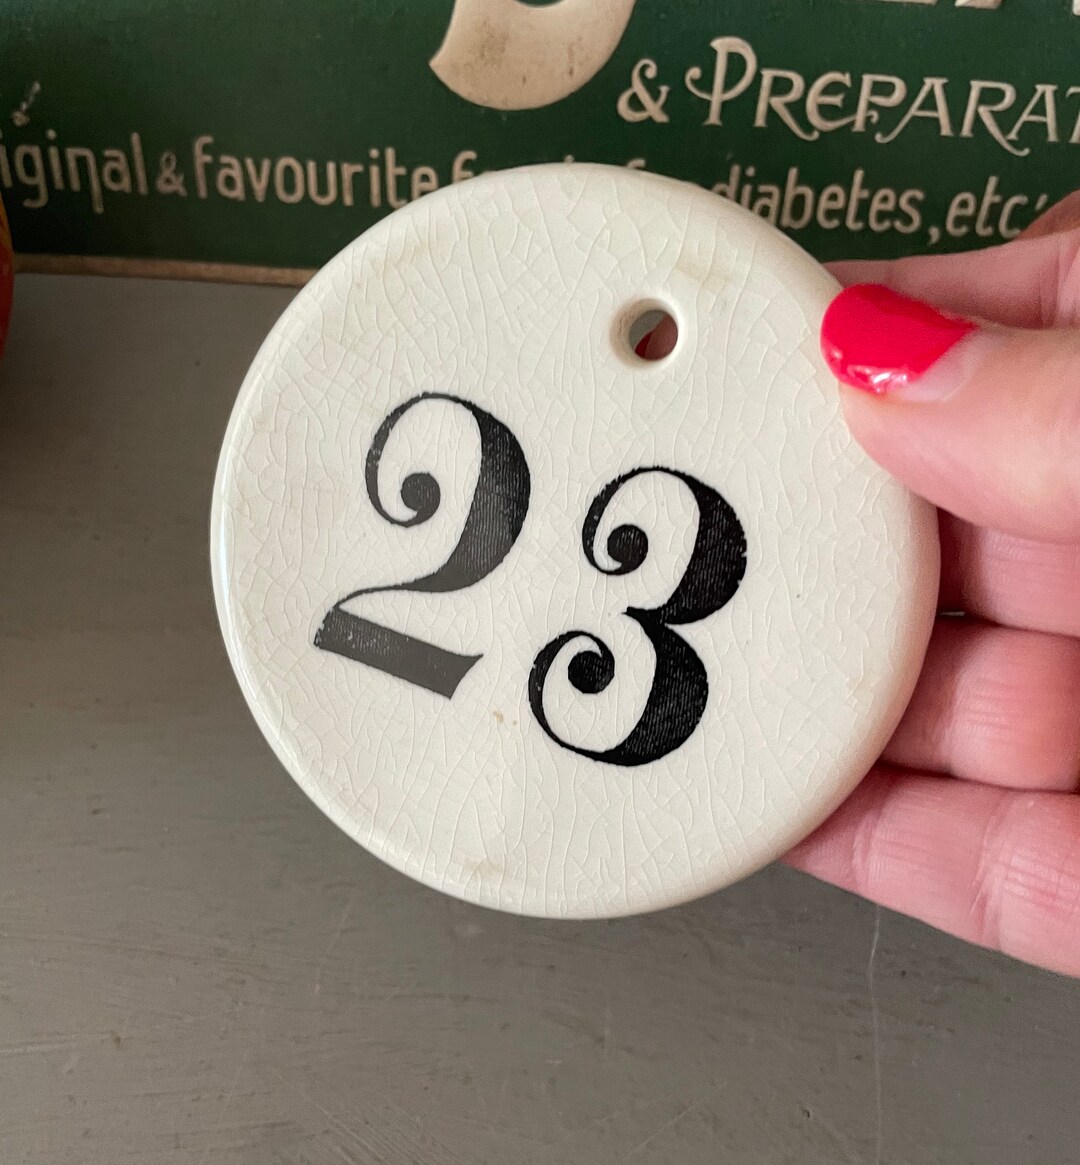 & PREPARAT
iginal & favourite diabetes, etc.
23